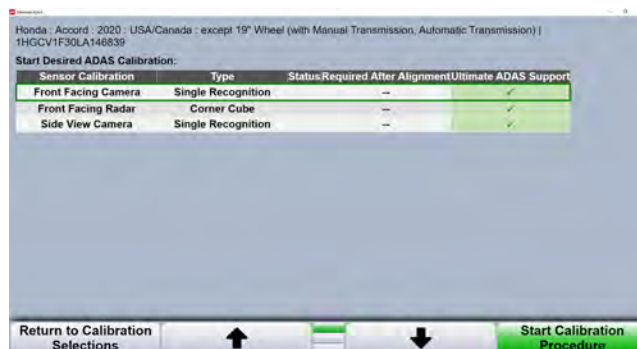 Honda : Accord : 2020 : USA/Canada : except 19" Wheel (with Manual Transmission, Automatic Transmission) |
1HGCV1F30LA146839
Start Desired ADAS Calibration:
Sensor Calibration Type Status Required After Alignment Ultimate ADAS Support
Front Facing Camera Single Recognition -- ✓
Front Facing Radar Corner Cube -- ✓
Side View Camera Single Recognition -- ✓
Return to Calibration
Selections
Start Calibration
Procedure